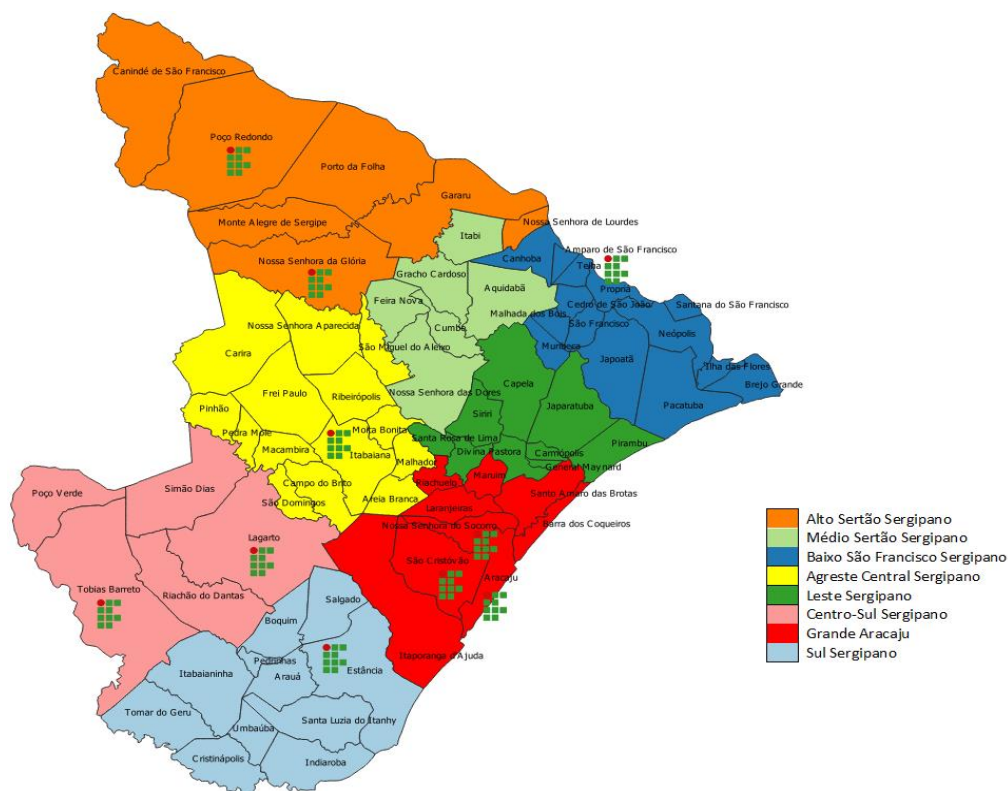 Canindé de São Francisco
Poço Redondo
Porto da Folha
Gararu
Nossa Senhora de Lourdes
Monte Alegre de Sergipe
Itabi
Amparo de São Francisco
Canhoba
Telha
Nossa Senhora da Glória
Gracho Cardoso
Aquidabã
Propriá
Feira Nova
Cedro de São João
Santana do São Francisco
Malhada dos Bois
Nossa Senhora Aparecida
Cumbe
São Francisco
Neópolis
São Miguel do Aleixo
Muribeca
Japoatã
Carira
Ilha das Flores
Capela
Brejo Grande
Frei Paulo
Ribeirópolis
Nossa Senhora das Dores
Japaratuba
Pacatuba
Pinhão
Siriri
Moita Bonita
Pedra Mole
Santa Rosa de Lima
Pirambu
Macambira
Itabaiana
Divina Pastora
Carmópolis
Malhador
General Maynard
Poço Verde
Simão Dias
Campo do Brito
Riachuelo
Maruim
São Domingos
Areia Branca
Santo Amaro das Brotas
Laranjeiras
Nossa Senhora do Socorro
Barra dos Coqueiros
Lagarto
São Cristóvão
Aracaju
Tobias Barreto
Riachão do Dantas
Salgado
Boquim
Itaporanga d'Ajuda
Pedrinhas
Itabaianinha
Arauá
Estância
Tomar do Geru
Santa Luzia do Itanhy
Umbaúba
Cristinápolis
Indiaroba
Alto Sertão Sergipano
Médio Sertão Sergipano
Baixo São Francisco Sergipano
Agreste Central Sergipano
Leste Sergipano
Centro-Sul Sergipano
Grande Aracaju
Sul Sergipano